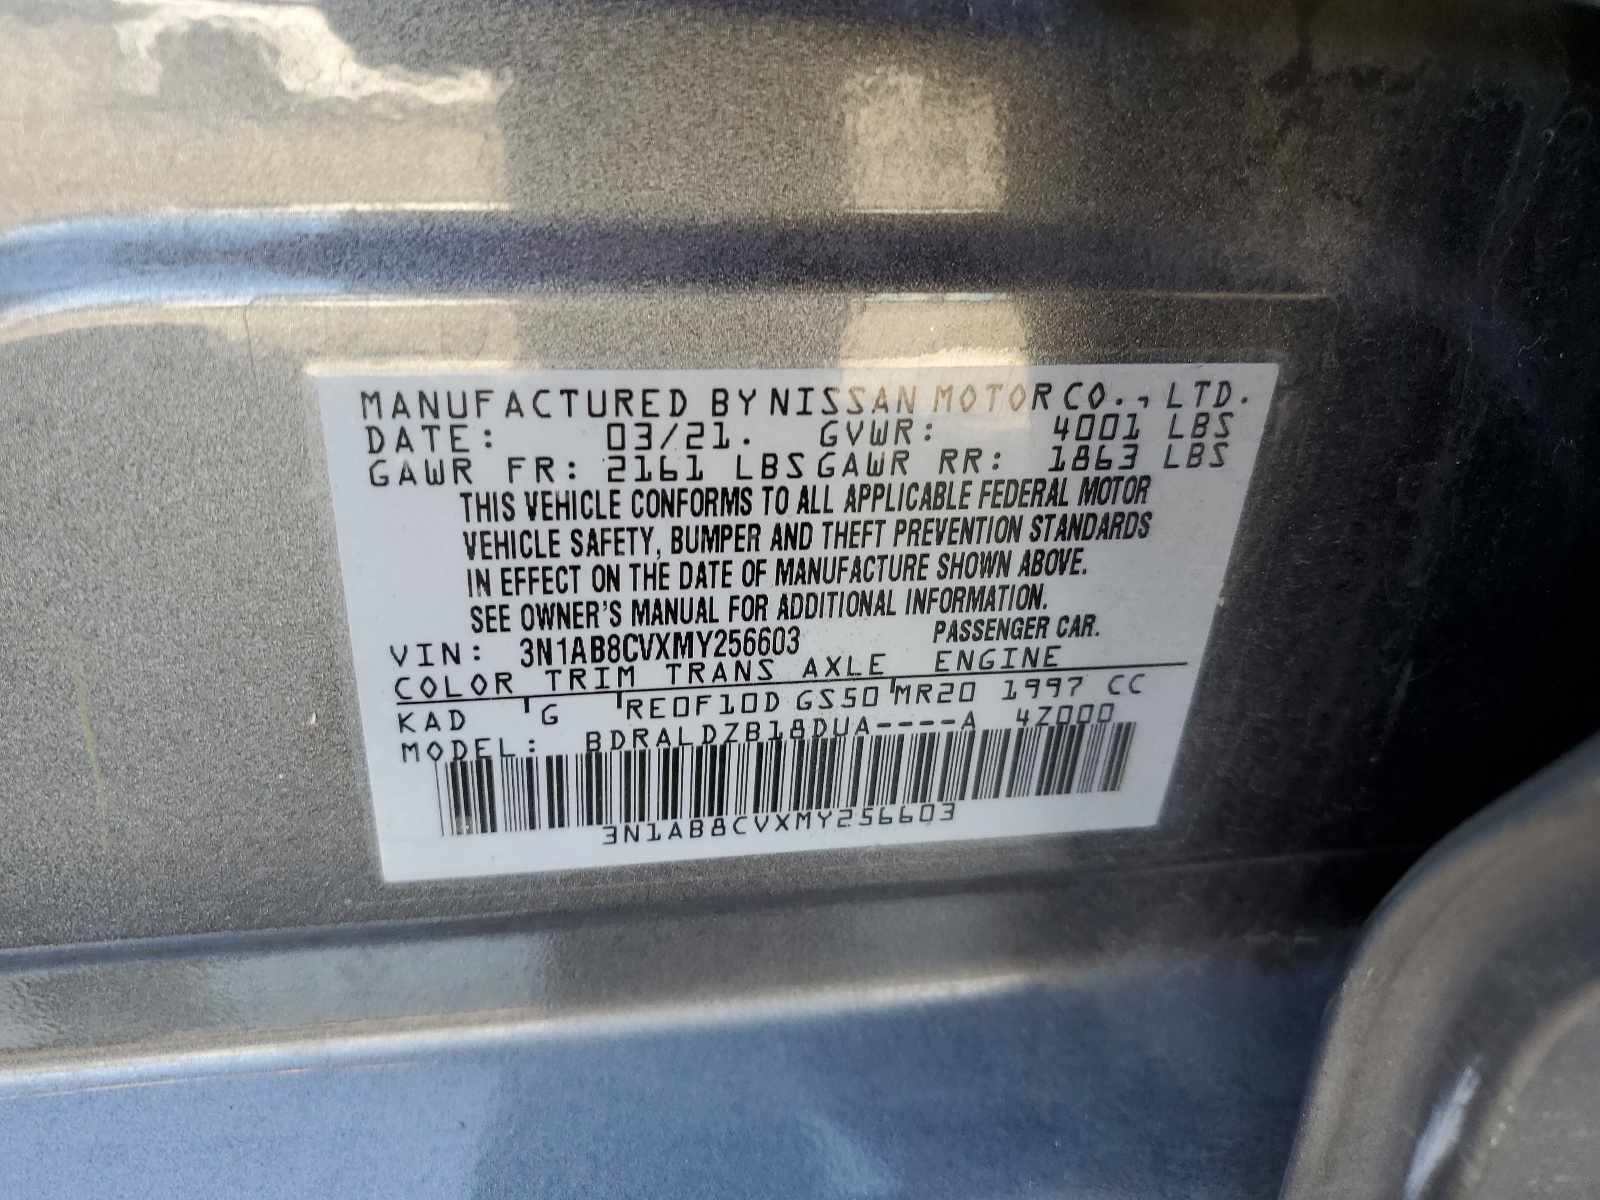 MANUFACTURED BY NISSAN MOTOR CO., LTD.
DATE: 03/21. GVWR: 4001 LBS
GAWR FR: 2161 LBS GAWR RR: 1863 LBS
THIS VEHICLE CONFORMS TO ALL APPLICABLE FEDERAL MOTOR
VEHICLE SAFETY, BUMPER AND THEFT PREVENTION STANDARDS
IN EFFECT ON THE DATE OF MANUFACTURE SHOWN ABOVE.
SEE OWNER'S MANUAL FOR ADDITIONAL INFORMATION.
VIN: 3N1AB8CVXMY256603 PASSENGER CAR.
COLOR TRIM TRANS AXLE ENGINE
KAD G RE0F10D GS50 MR20 1997 CC
MODEL: BDRALDZB18DUA----A 4Z000
3N1AB8CVXMY256603